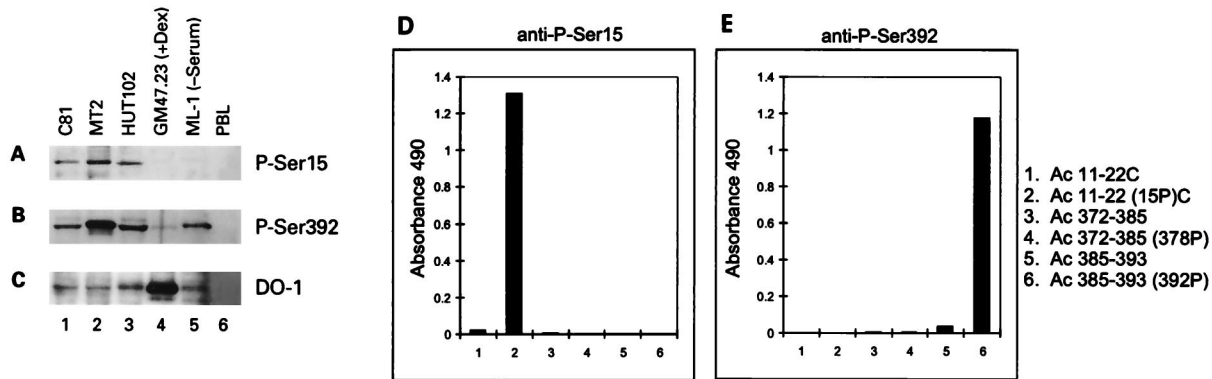 C81
MT2
HUT102
GM47.23 (+Dex)
ML-1 (–Serum)
PBL
A
P-Ser15
B
P-Ser392
C
DO-1
1 2 3 4 5 6
D
anti-P-Ser15
Absorbance 490
1.4
1.2
1
0.8
0.6
0.4
0.2
0
1 2 3 4 5 6
E
anti-P-Ser392
Absorbance 490
1.4
1.2
1
0.8
0.6
0.4
0.2
0
1 2 3 4 5 6
1. Ac 11-22C
2. Ac 11-22 (15P)C
3. Ac 372-385
4. Ac 372-385 (378P)
5. Ac 385-393
6. Ac 385-393 (392P)